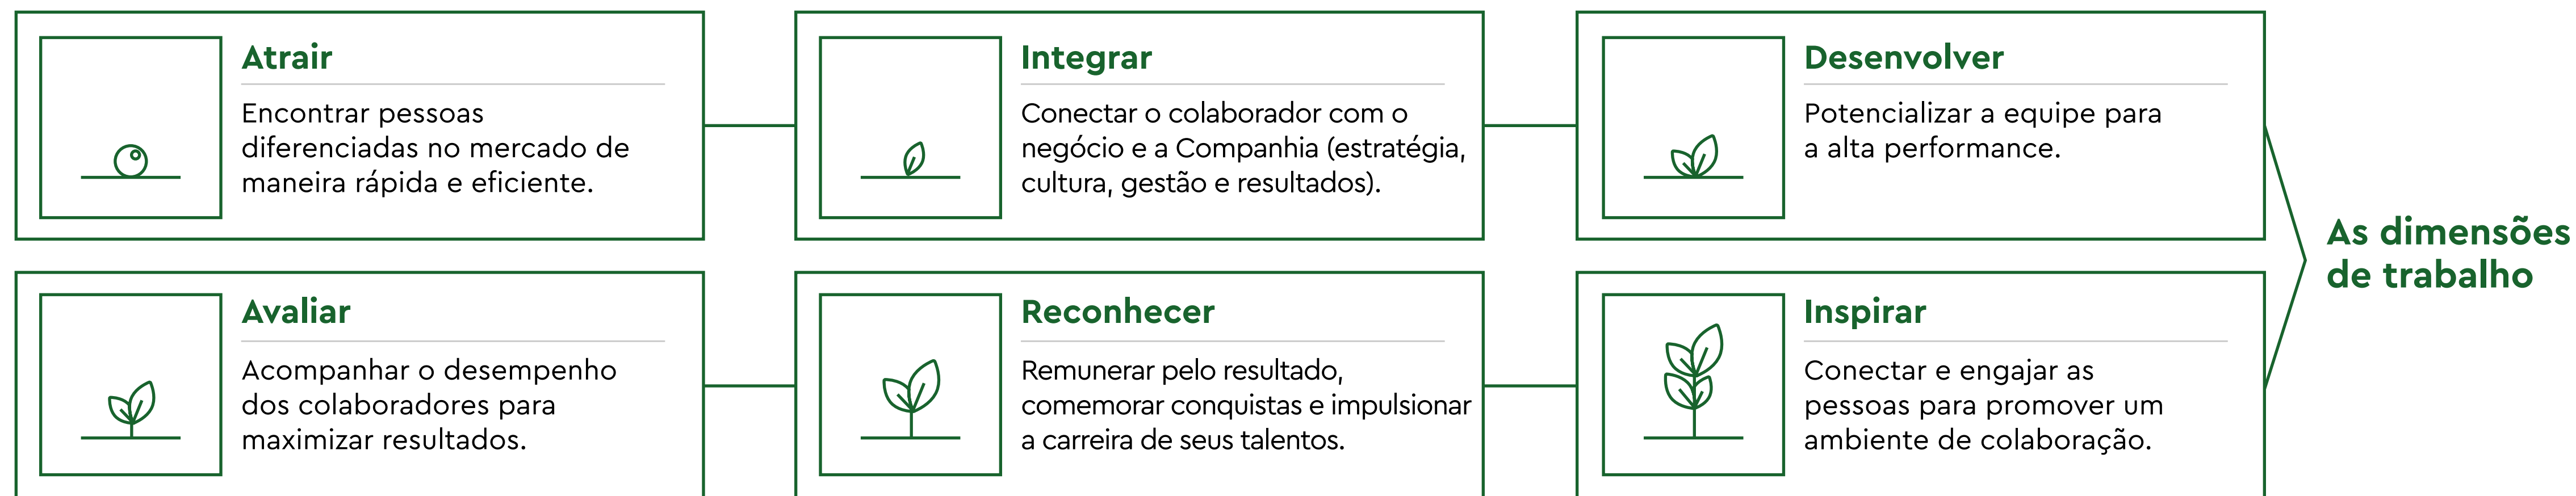 Atrair
Encontrar pessoas
diferenciadas no mercado de
maneira rápida e eficiente.
Integrar
Conectar o colaborador com o
negócio e a Companhia (estratégia,
cultura, gestão e resultados).
Desenvolver
Potencializar a equipe para
a alta performance.
Avaliar
Acompanhar o desempenho
dos colaboradores para
maximizar resultados.
Reconhecer
Remunerar pelo resultado,
comemorar conquistas e impulsionar
a carreira de seus talentos.
Inspirar
Conectar e engajar as
pessoas para promover um
ambiente de colaboração.
As dimensões
de trabalho